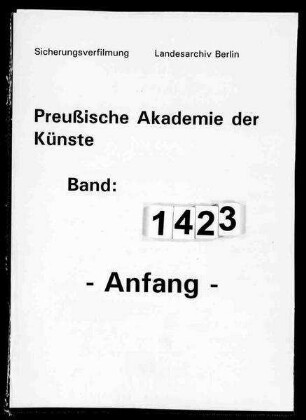 Sicherungsverfilmung Landesarchiv Berlin
Preußische Akademie der
Künste
Band:
1423
- Anfang -